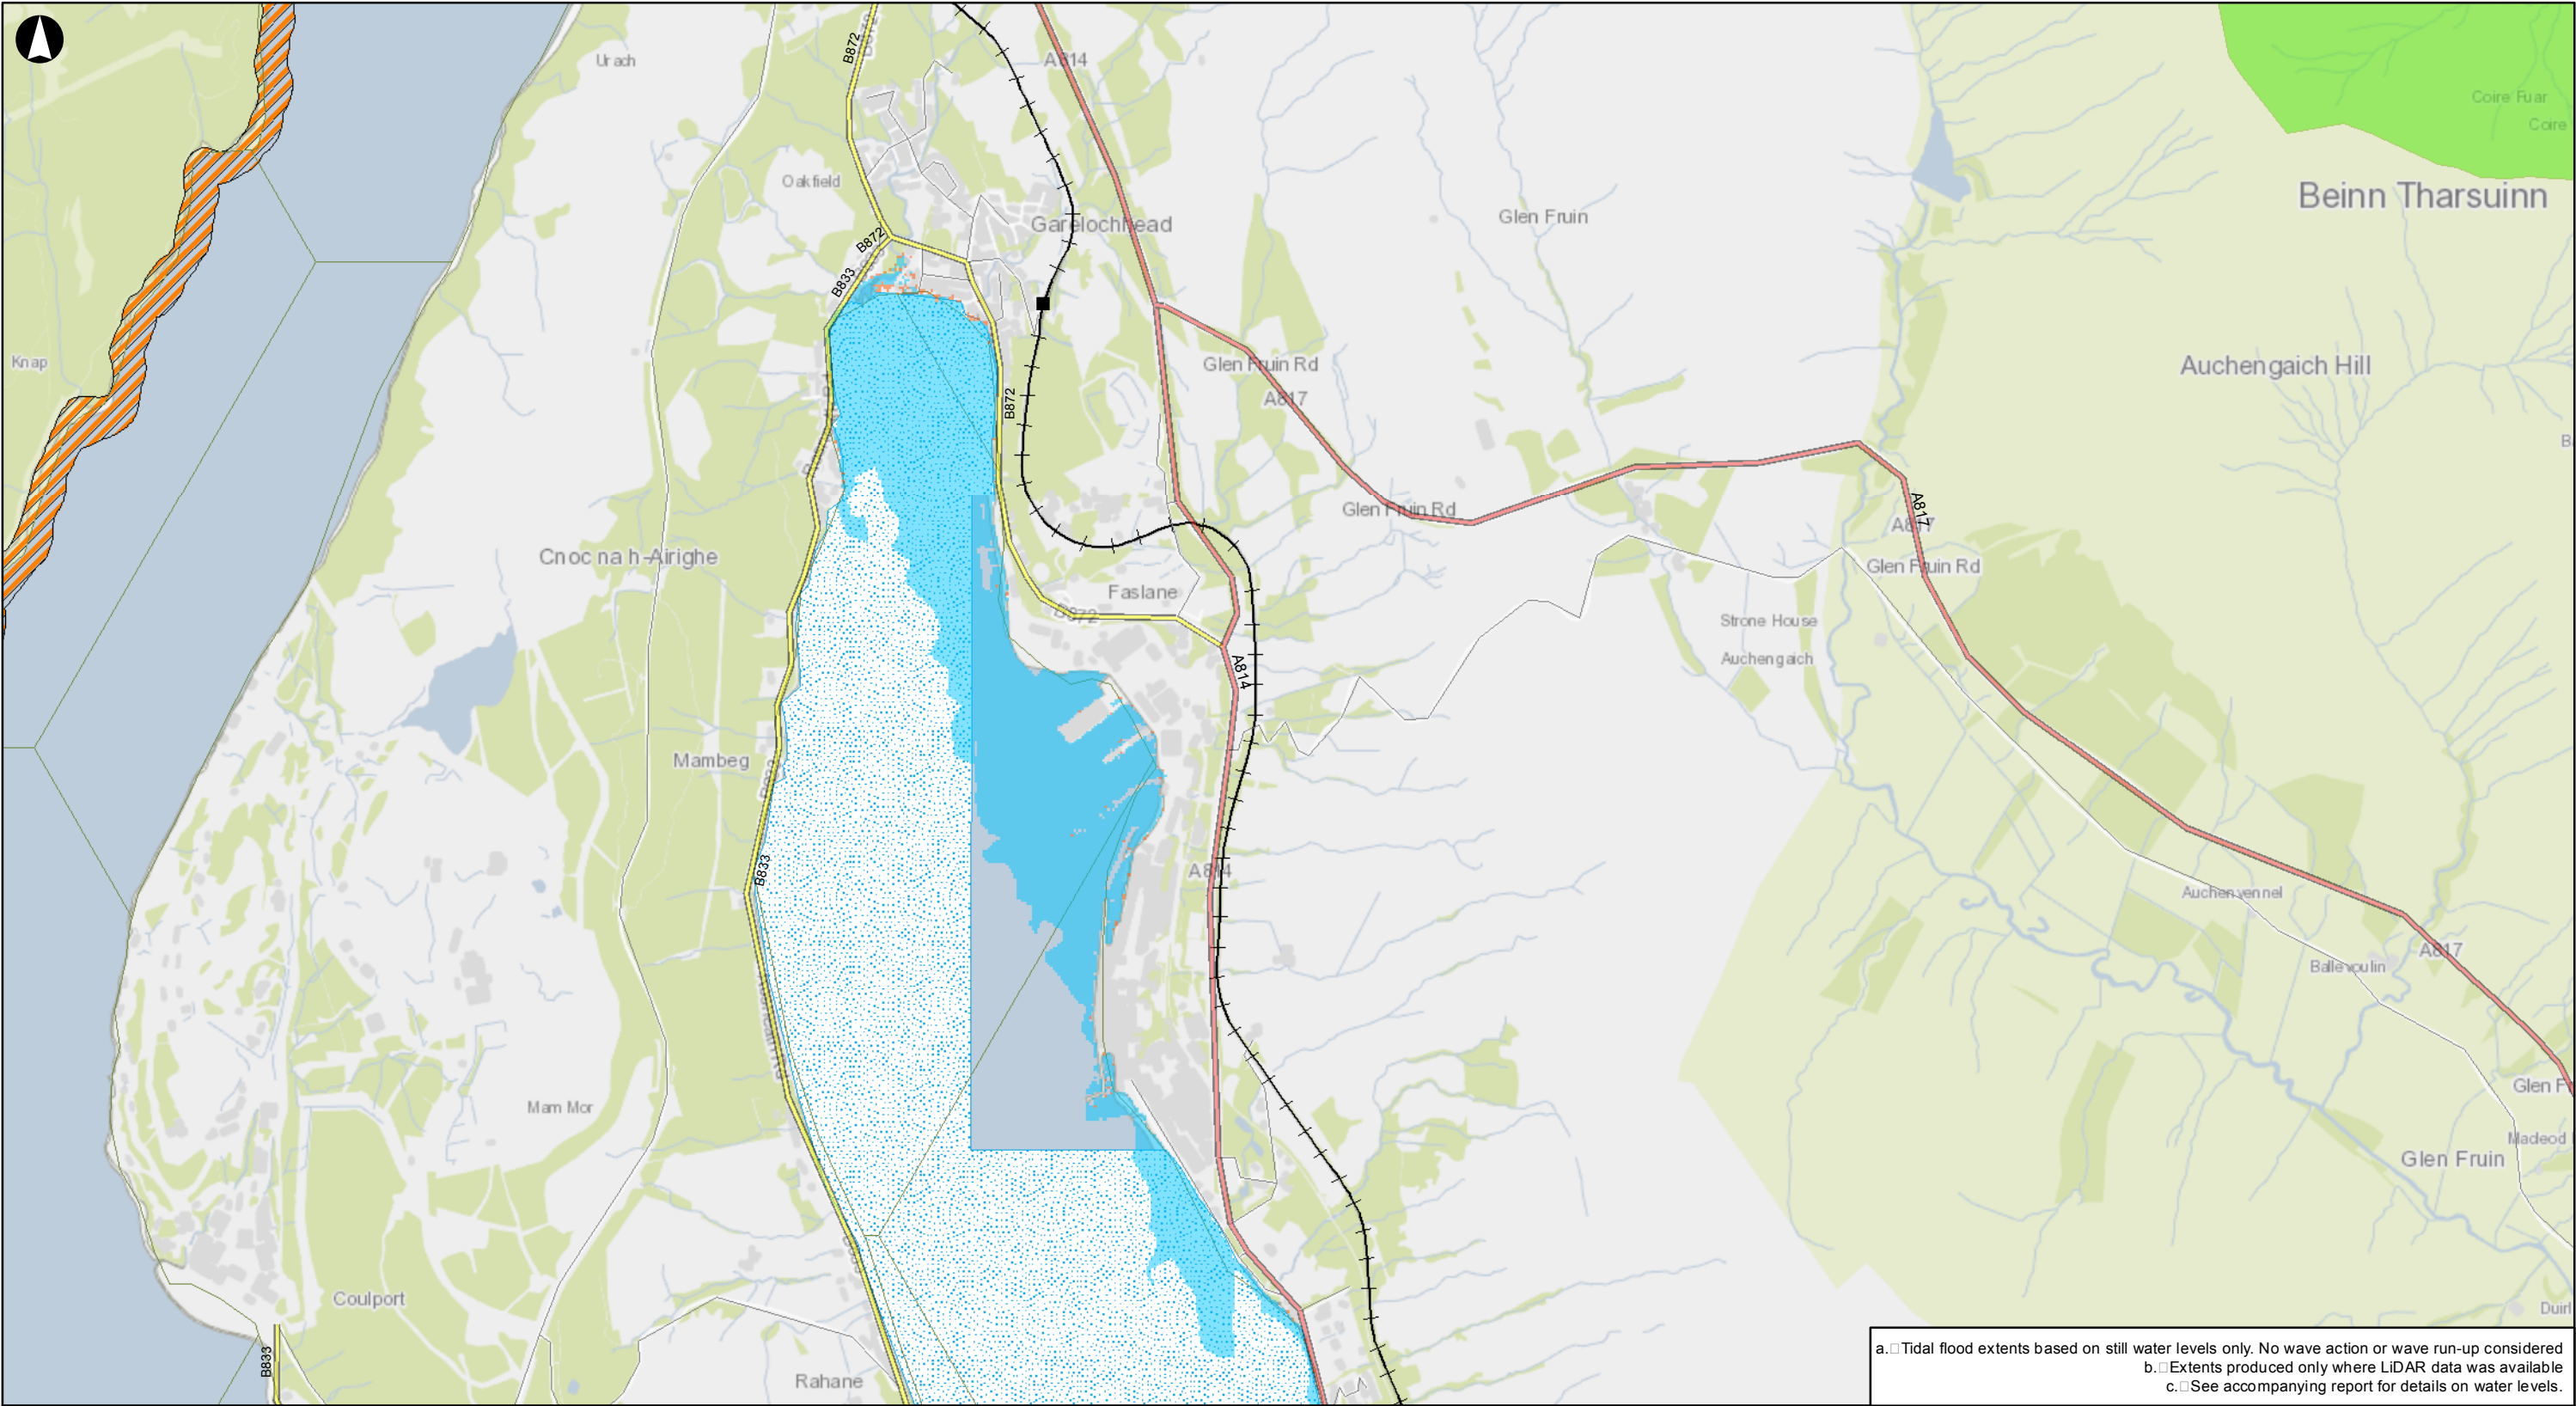 B872
A814
Urach
Coire Fuar
Coire
Oakfield
Beinn Tharsuinn
Garelochhead
Glen Fruin
B872
B833
Knap
Glen Fruin Rd
Auchengaich Hill
A817
B872
Glen Fruin Rd
A817
A817
Cnoc na h-Airighe
Glen Fruin Rd
Faslane
B872
Strone House
Auchengaich
A814
Mambeg
B833
A814
Auchenvennel
A817
Ballevoulin
Glen F
Mam Mor
Glen Fruin
Coulport
Duirl
B833
Rahane
a. Tidal flood extents based on still water levels only. No wave action or wave run-up considered
b. Extents produced only where LiDAR data was available
c. See accompanying report for details on water levels.